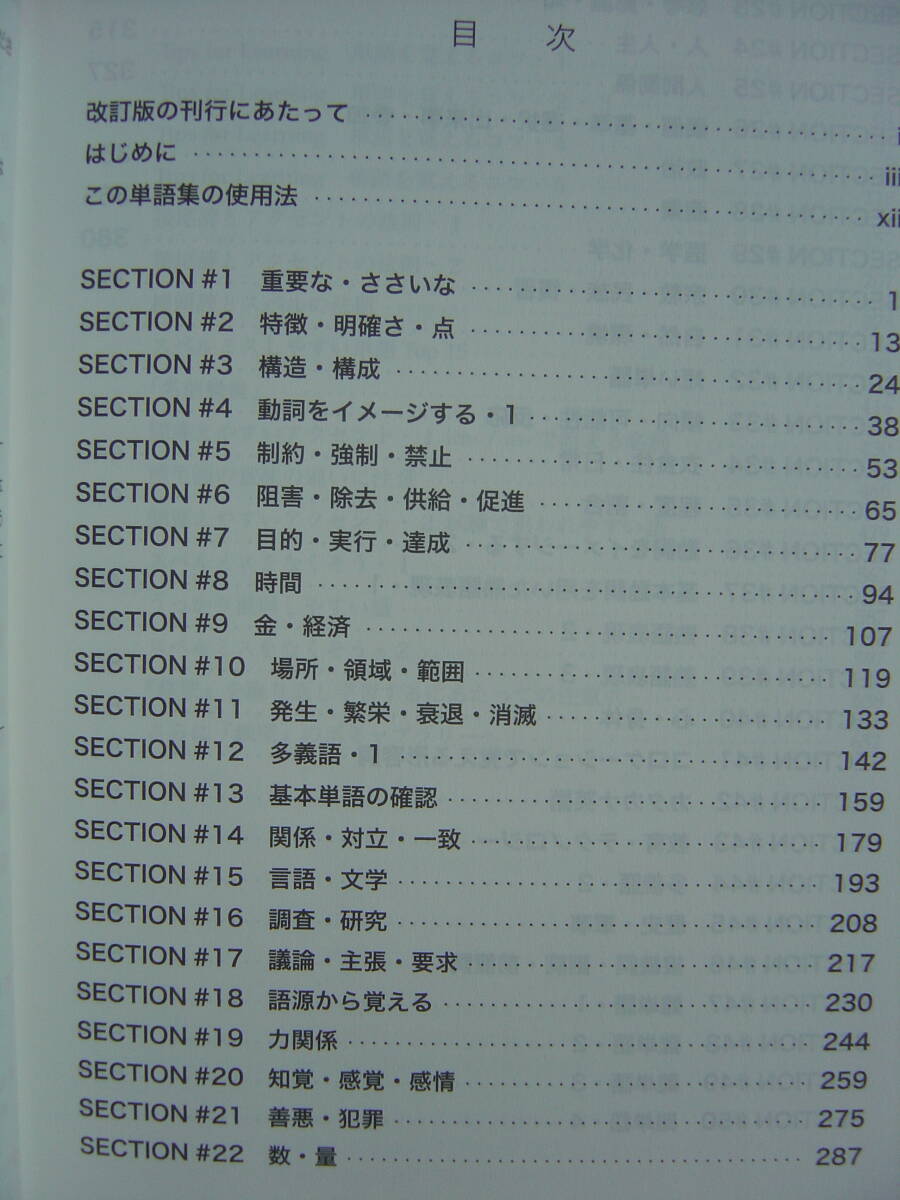 目 次
改訂版の刊行にあたって i
はじめに iii
この単語集の使用法 xii
SECTION #1 重要な・ささいな 1
SECTION #2 特徴・明確さ・点 13
SECTION #3 構造・構成 24
SECTION #4 動詞をイメージする・1 38
SECTION #5 制約・強制・禁止 53
SECTION #6 阻害・除去・供給・促進 65
SECTION #7 目的・実行・達成 77
SECTION #8 時間 94
SECTION #9 金・経済 107
SECTION #10 場所・領域・範囲 119
SECTION #11 発生・繁栄・衰退・消滅 133
SECTION #12 多義語・1 142
SECTION #13 基本単語の確認 159
SECTION #14 関係・対立・一致 179
SECTION #15 言語・文学 193
SECTION #16 調査・研究 208
SECTION #17 議論・主張・要求 217
SECTION #18 語源から覚える 230
SECTION #19 力関係 244
SECTION #20 知覚・感覚・感情 259
SECTION #21 善悪・犯罪 275
SECTION #22 数・量 287